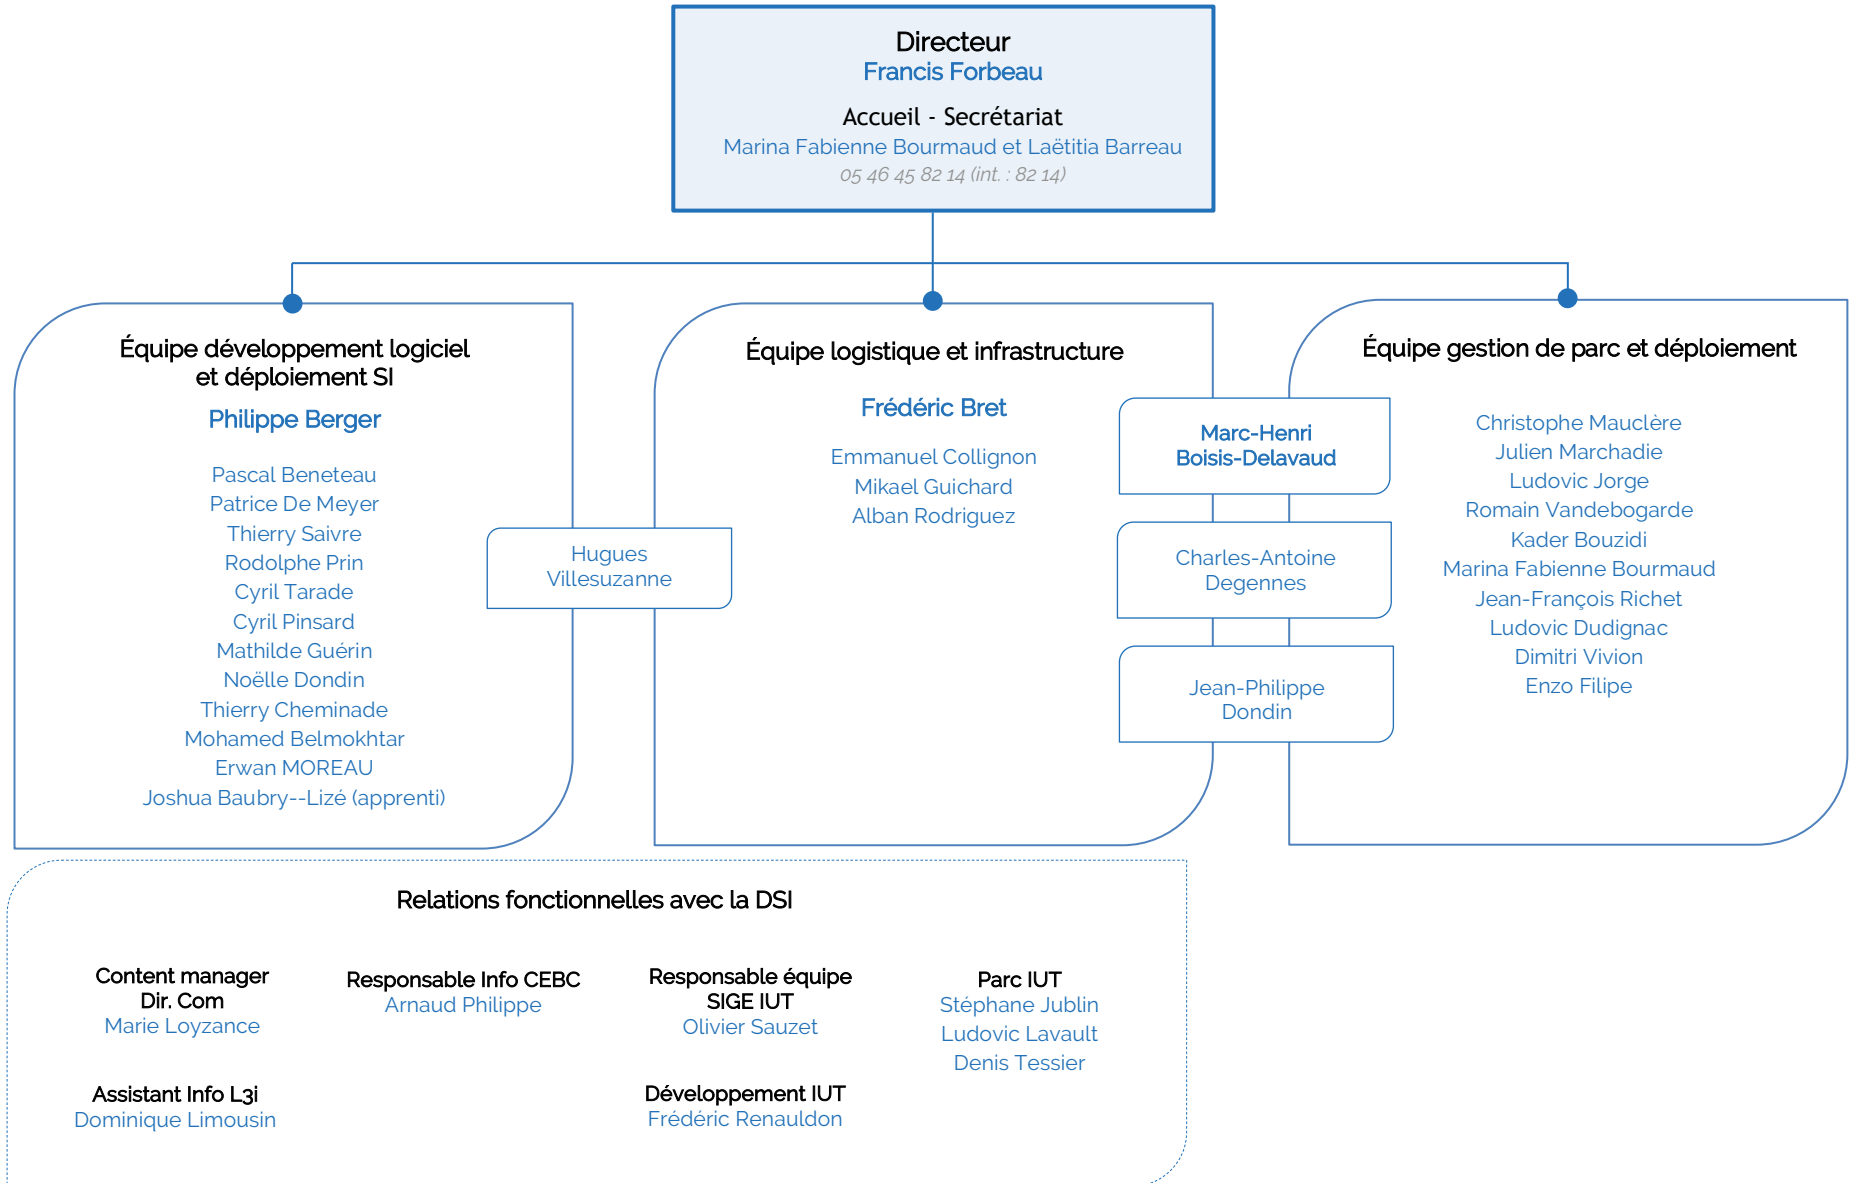 Directeur
Francis Forbeau
Accueil - Secrétariat
Marina Fabienne Bourmaud et Laëtitia Barreau
05 46 45 82 14 (int. : 82 14)
Équipe développement logiciel
et déploiement SI
Philippe Berger
Pascal Beneteau
Patrice De Meyer
Thierry Saivre
Rodolphe Prin
Cyril Tarade
Cyril Pinsard
Mathilde Guérin
Noëlle Dondin
Thierry Cheminade
Mohamed Belmokhtar
Erwan MOREAU
Joshua Baubry--Lizé (apprenti)
Hugues
Villesuzanne
Équipe logistique et infrastructure
Frédéric Bret
Emmanuel Collignon
Mikael Guichard
Alban Rodriguez
Marc-Henri
Boisis-Delavaud
Charles-Antoine
Degennes
Jean-Philippe
Dondin
Équipe gestion de parc et déploiement
Christophe Mauclère
Julien Marchadie
Ludovic Jorge
Romain Vandebogarde
Kader Bouzidi
Marina Fabienne Bourmaud
Jean-François Richet
Ludovic Dudignac
Dimitri Vivion
Enzo Filipe
Relations fonctionnelles avec la DSI
Content manager
Dir. Com
Marie Loyzance
Responsable Info CEBC
Arnaud Philippe
Responsable équipe
SIGE IUT
Olivier Sauzet
Parc IUT
Stéphane Jublin
Ludovic Lavault
Denis Tessier
Assistant Info L3i
Dominique Limousin
Développement IUT
Frédéric Renauldon